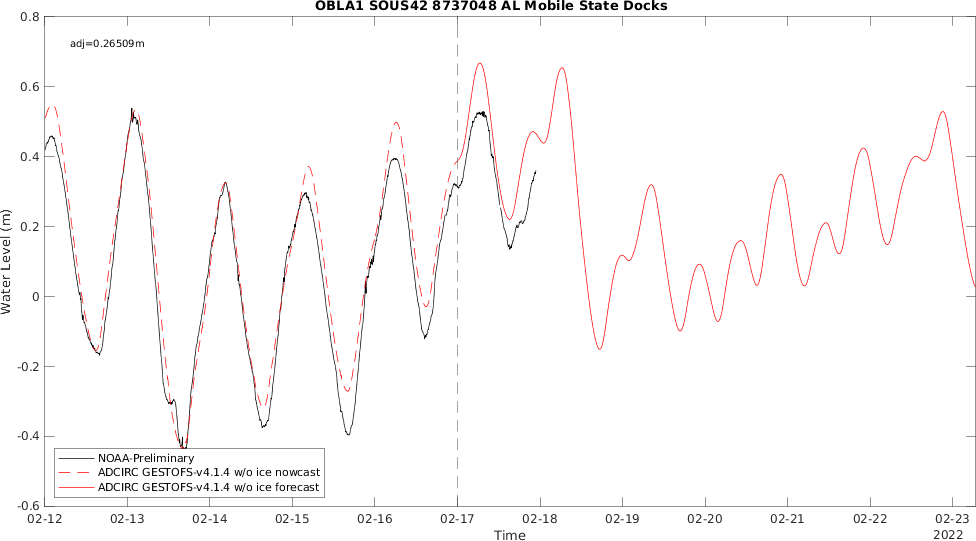 OBLA1 SOUS42 8737048 AL Mobile State Docks
adj=0.26509m
0.8
0.6
0.4
0.2
0
-0.2
-0.4
-0.6
Water Level (m)
NOAA-Preliminary
ADCIRC GESTOFS-v4.1.4 w/o ice nowcast
ADCIRC GESTOFS-v4.1.4 w/o ice forecast
02-12 02-13 02-14 02-15 02-16 02-17 02-18 02-19 02-20 02-21 02-22 02-23
Time
2022